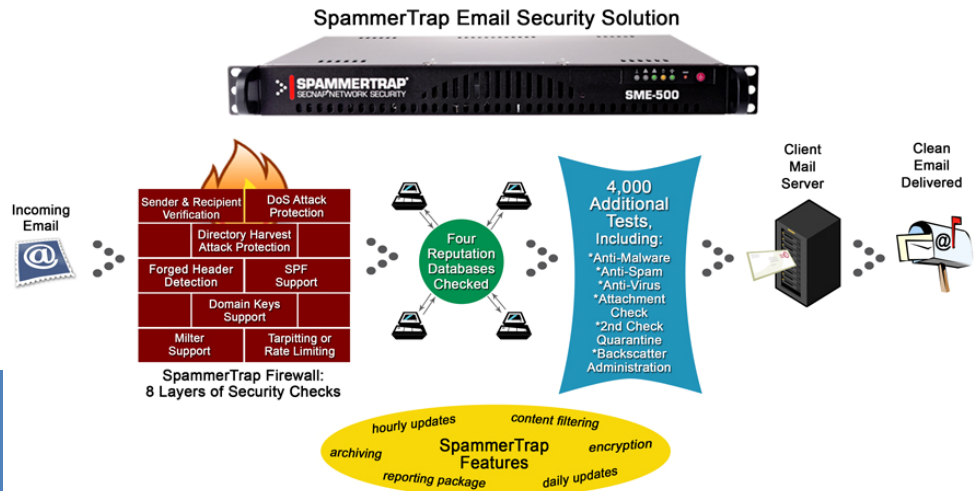 SpammerTrap Email Security Solution
SPAMMERTRAP®
SECNAP® NETWORK SECURITY
SME-500
Incoming
Email
Sender & Recipient
Verification
DoS Attack
Protection
Directory Harvest
Attack Protection
Forged Header
Detection
SPF
Support
Domain Keys
Support
Milter
Support
Tarpitting or
Rate Limiting
SpammerTrap Firewall:
8 Layers of Security Checks
Four
Reputation
Databases
Checked
4,000
Additional
Tests,
Including:
*Anti-Malware
*Anti-Spam
*Anti-Virus
*Attachment
Check
*2nd Check
Quarantine
*Backscatter
Administration
Client
Mail
Server
Clean
Email
Delivered
@
@
hourly updates
content filtering
archiving
SpammerTrap
Features
encryption
reporting package
daily updates